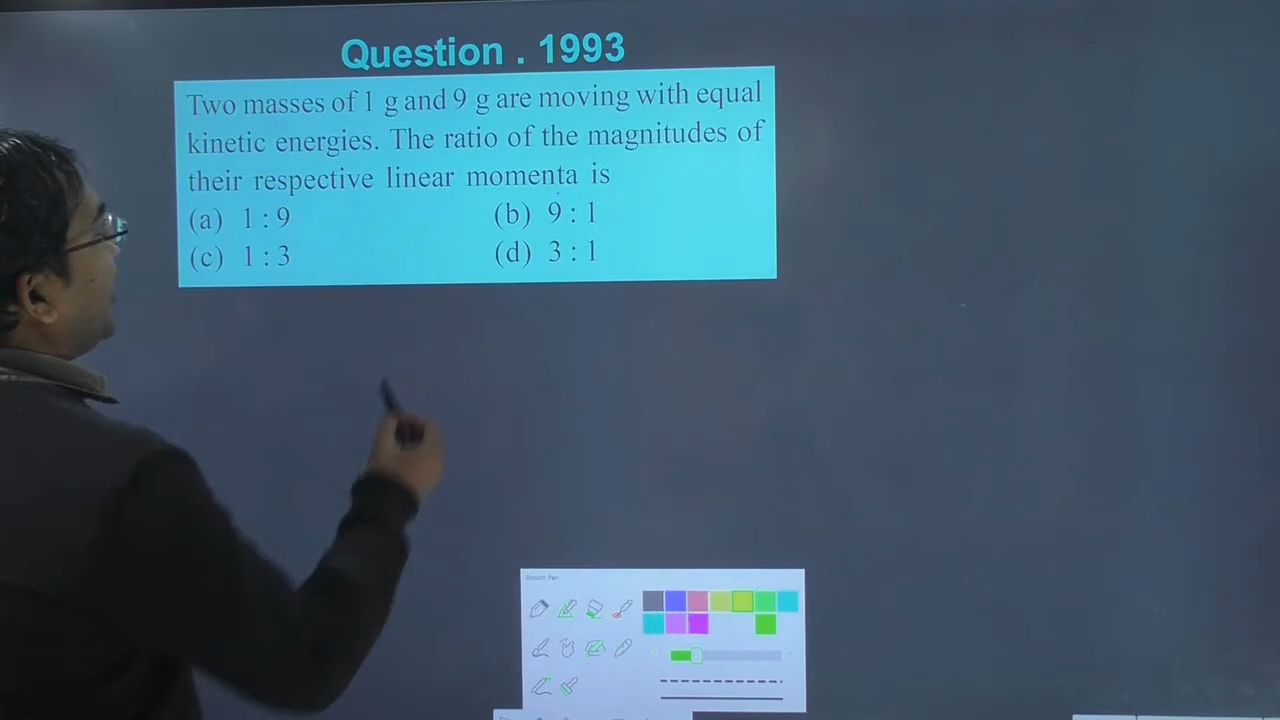 Question . 1993
Two masses of 1 g and 9 g are moving with equal
kinetic energies. The ratio of the magnitudes of
their respective linear momenta is
(a) 1 : 9 (b) 9 : 1
(c) 1 : 3 (d) 3 : 1